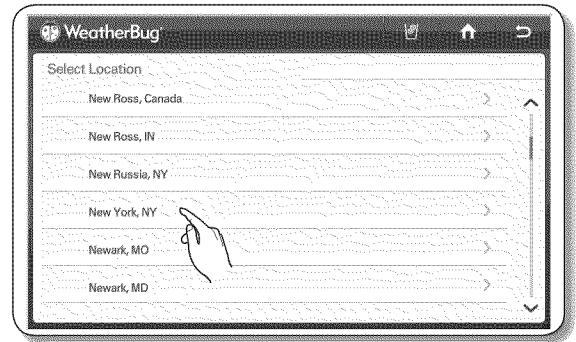 WeatherBug
Select Location
New Ross, Canada
New Ross, IN
New Russia, NY
New York, NY
Newark, MO
Newark, MD